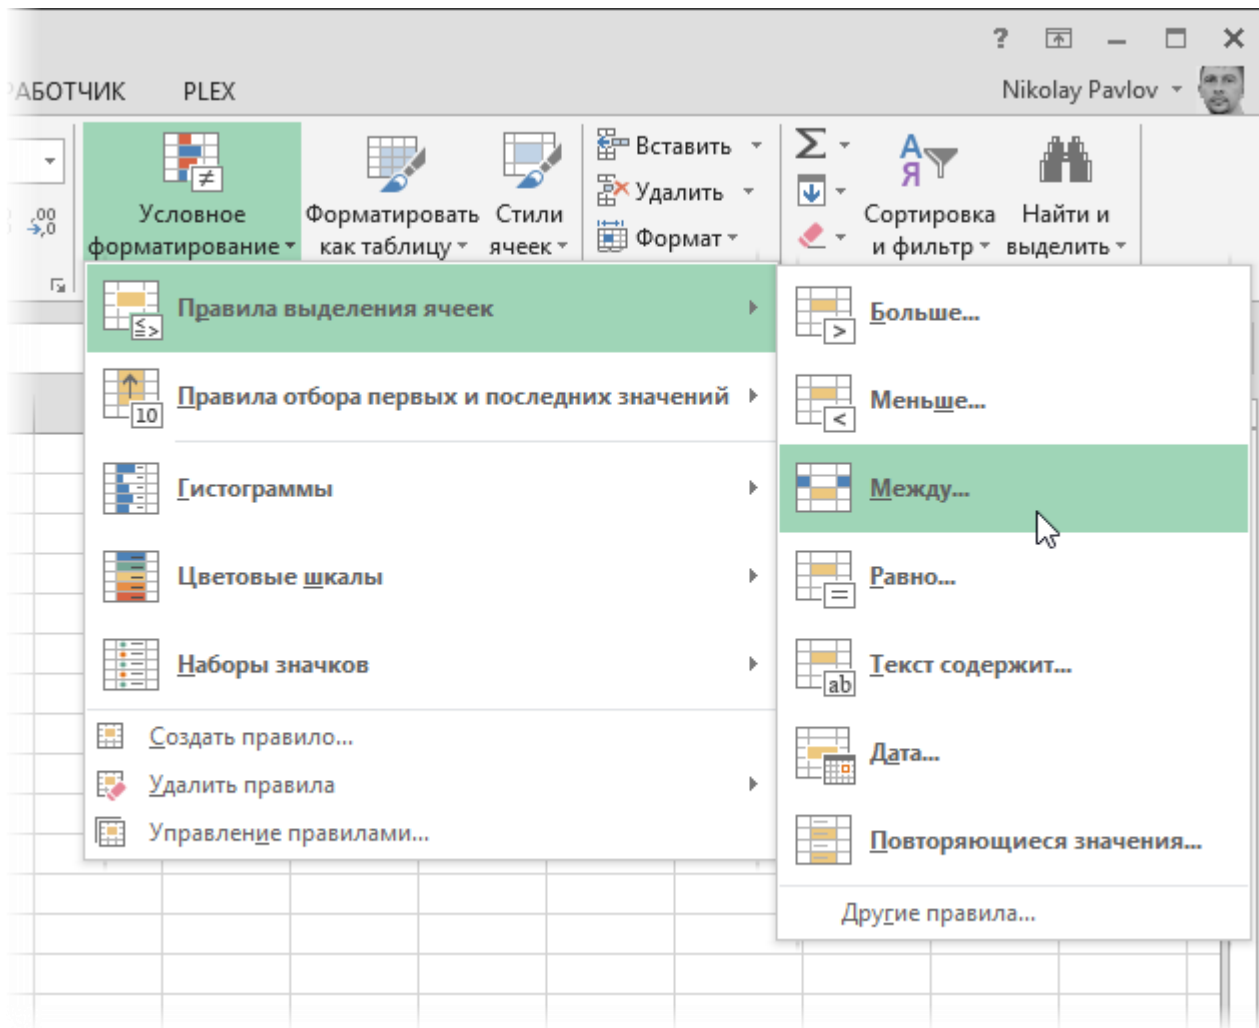 ?
АБОТЧИК PLEX Nikolay Pavlov
Условное
форматирование
Форматировать
как таблицу
Стили
ячеек
Вставить
Удалить
Формат
Сортировка
и фильтр
Найти и
выделить
,00
,0
Правила выделения ячеек
Правила отбора первых и последних значений
10
Гистограммы
Цветовые шкалы
Наборы значков
Создать правило...
Удалить правила
Управление правилами...
Больше...
Меньше...
Между...
Равно...
Текст содержит...
ab
Дата...
Повторяющиеся значения...
Другие правила...